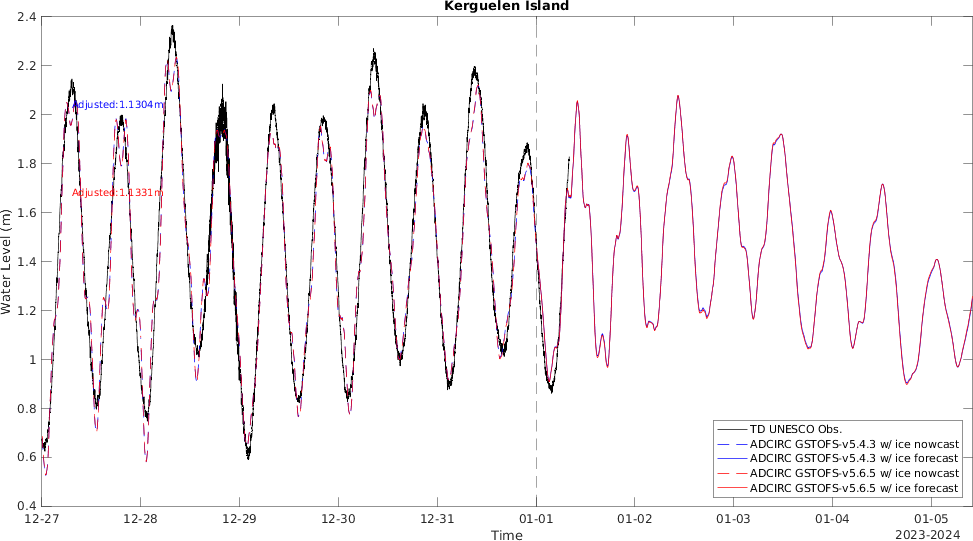 Kerguelen Island
2.4
2.2
2
1.8
1.6
1.4
1.2
1
0.8
0.6
0.4
Water Level (m)
Adjusted:1.1304m
Adjusted:1.1331m
TD UNESCO Obs.
ADCIRC GSTOFS-v5.4.3 w/ ice nowcast
ADCIRC GSTOFS-v5.4.3 w/ ice forecast
ADCIRC GSTOFS-v5.6.5 w/ ice nowcast
ADCIRC GSTOFS-v5.6.5 w/ ice forecast
12-27 12-28 12-29 12-30 12-31 01-01 01-02 01-03 01-04 01-05
Time
2023-2024